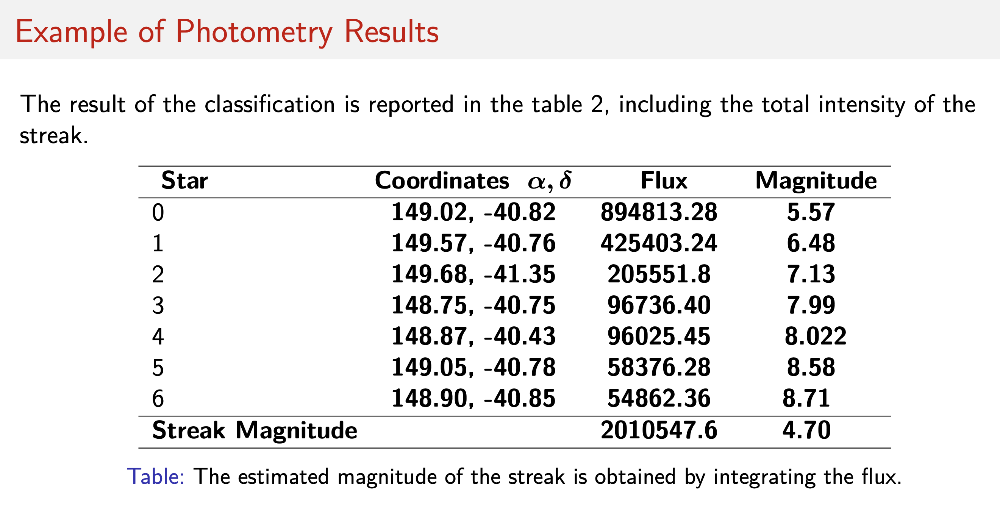 Example of Photometry Results
The result of the classification is reported in the table 2, including the total intensity of the
streak.
Star Coordinates α, δ Flux Magnitude
0 149.02, -40.82 894813.28 5.57
1 149.57, -40.76 425403.24 6.48
2 149.68, -41.35 205551.8 7.13
3 148.75, -40.75 96736.40 7.99
4 148.87, -40.43 96025.45 8.022
5 149.05, -40.78 58376.28 8.58
6 148.90, -40.85 54862.36 8.71
Streak Magnitude 2010547.6 4.70
Table: The estimated magnitude of the streak is obtained by integrating the flux.